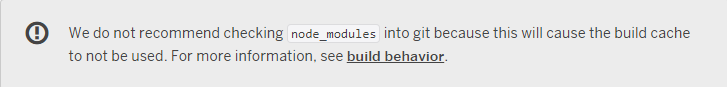 We do not recommend checking node_modules into git because this will cause the build cache
to not be used. For more information, see build behavior.